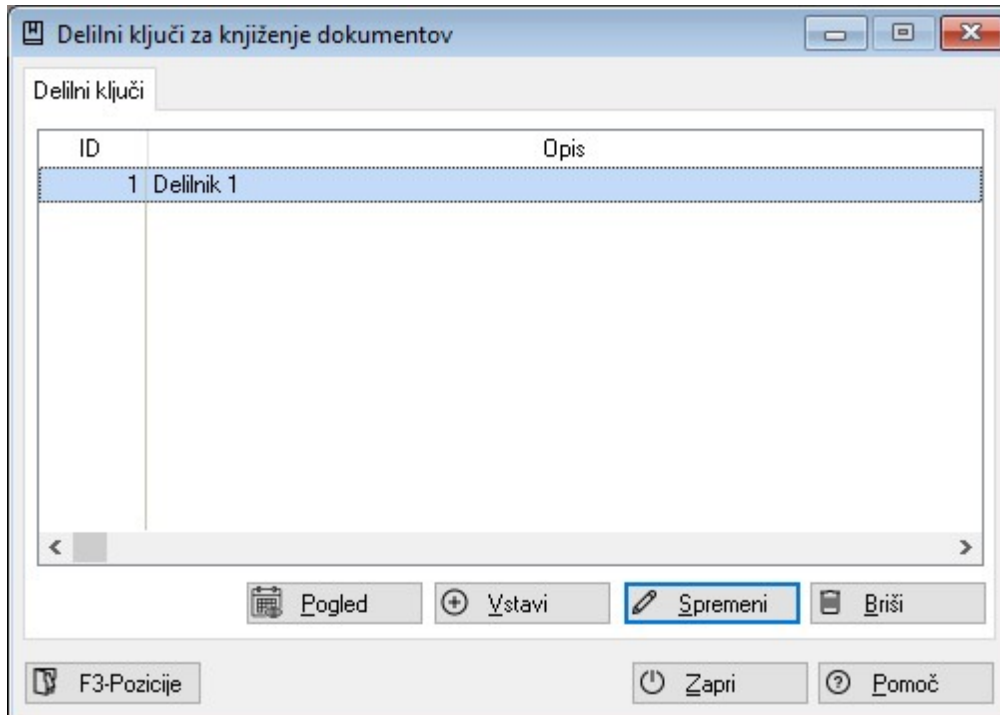 Delilni ključi za knjiženje dokumentov
Delilni ključi
ID Opis
1 Delilnik 1
Pogled Vstavi Spremeni Briši
F3-Pozicije Zapri Pomoč